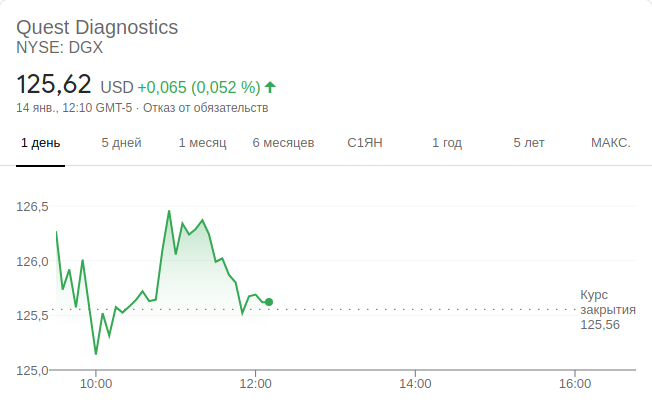 Quest Diagnostics
NYSE: DGX
125,62 USD +0,065 (0,052 %)
14 янв., 12:10 GMT-5 · Отказ от обязательств
1 день 5 дней 1 месяц 6 месяцев С1ЯН 1 год 5 лет МАКС.
126,5
126,0
125,5
125,0
Курс
закрытия
125,56
10:00 12:00 14:00 16:00